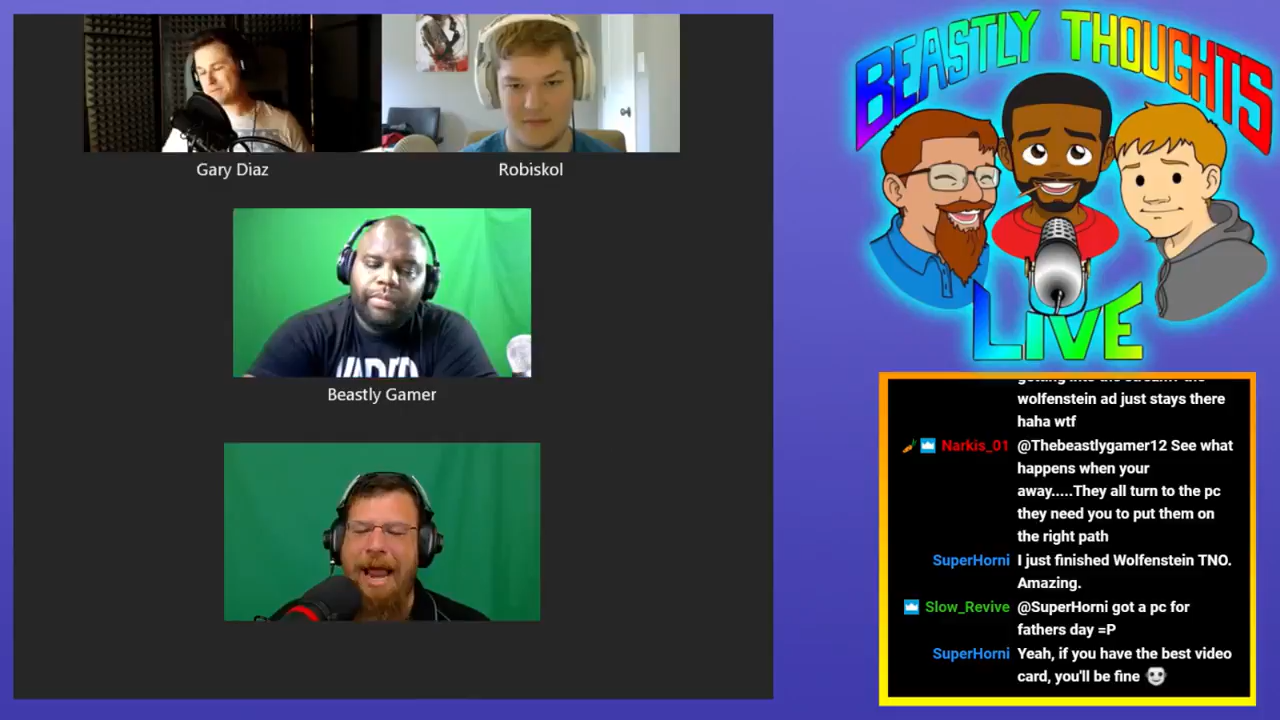 Gary Diaz
Robiskol
Beastly Gamer
BEASTLY THOUGHTS
LIVE
wolfenstein ad just stays there
haha wtf
Narkis_01 @Thebeastlygamer12 See what
happens when your
away.....They all turn to the pc
they need you to put them on
the right path
SuperHorni I just finished Wolfenstein TNO.
Amazing.
Slow_Revive @SuperHorni got a pc for
fathers day =P
SuperHorni Yeah, if you have the best video
card, you'll be fine